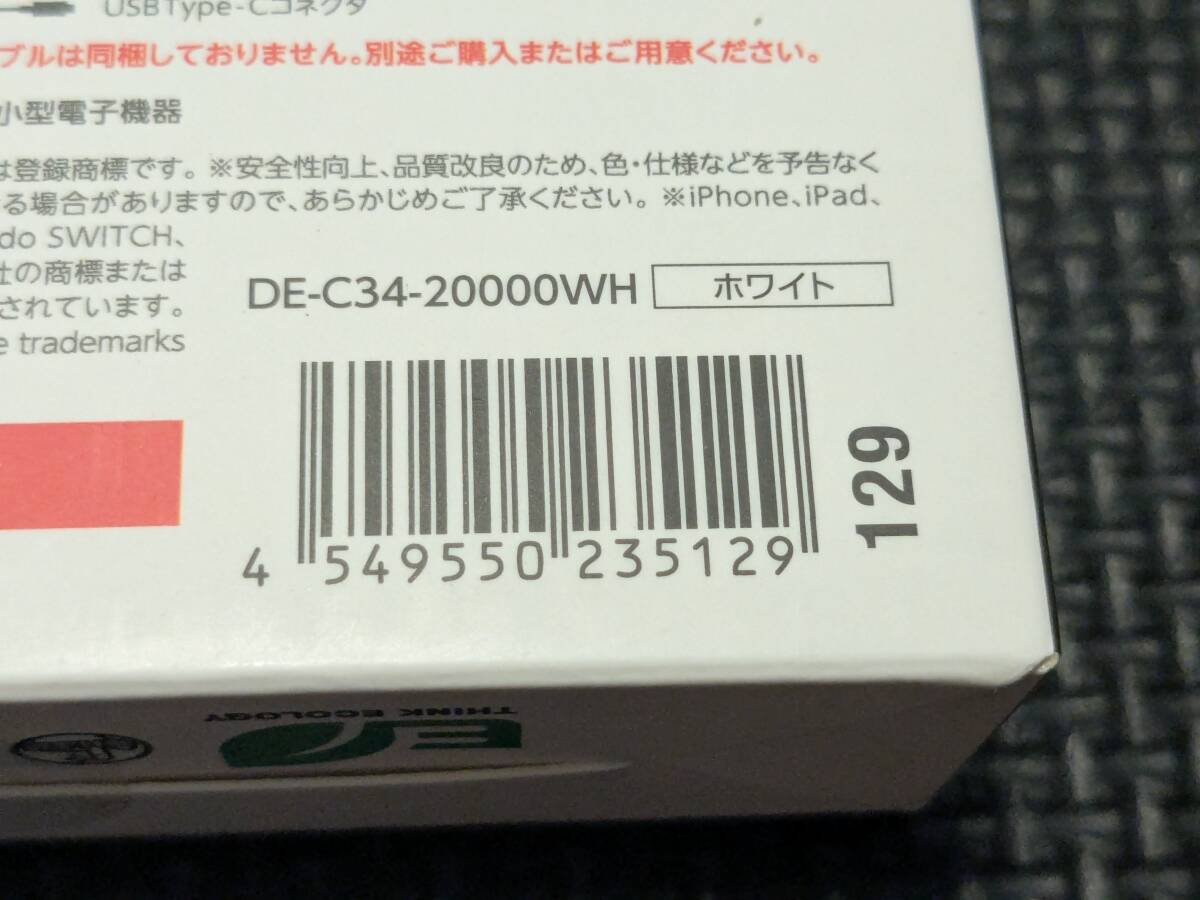 USB Type-Cコネクタ
ブルは同梱しておりません。別途ご購入またはご用意ください。
小型電子機器
は登録商標です。※安全性向上、品質改良のため、色・仕様などを予告なく
る場合がありますので、あらかじめご了承ください。※iPhone、iPad、
do SWITCH、
社の商標または
されています。
e trademarks
DE-C34-20000WH ホワイト
4 549550 235129
129
THINK ECOLOGY